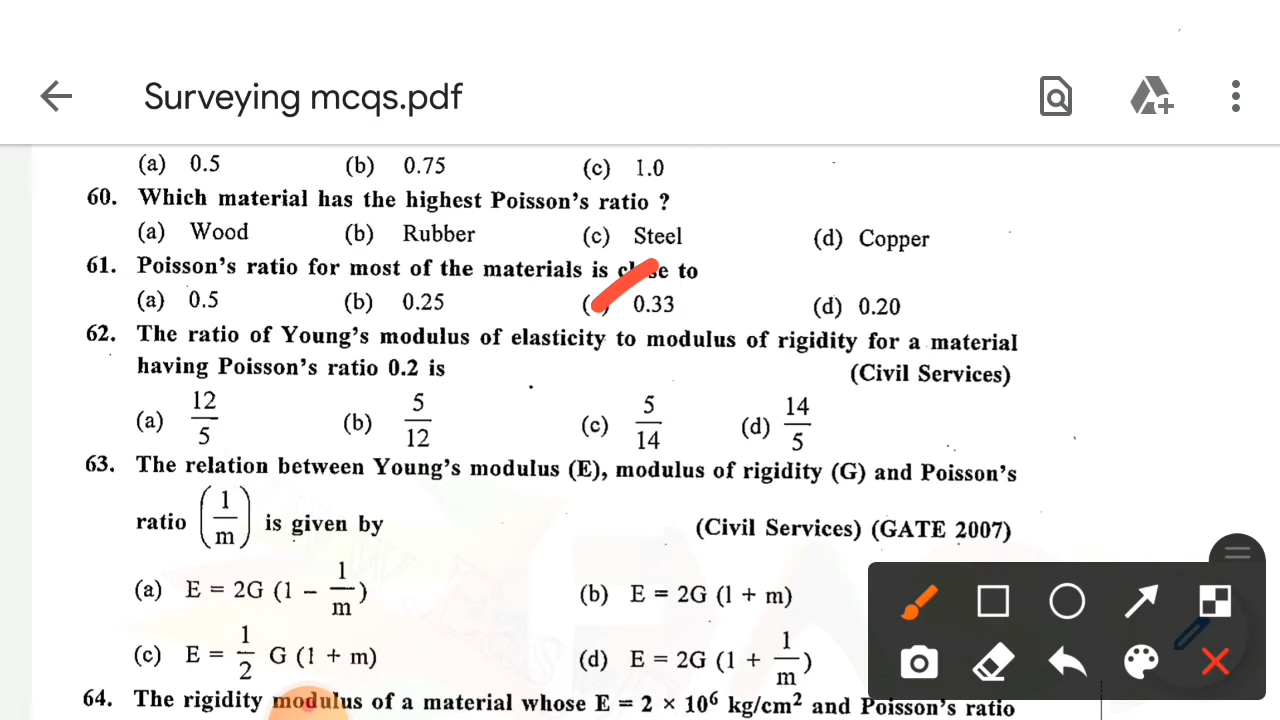 Surveying mcqs.pdf
(a) 0.5 (b) 0.75 (c) 1.0
60. Which material has the highest Poisson's ratio ?
(a) Wood (b) Rubber (c) Steel (d) Copper
61. Poisson's ratio for most of the materials is close to
(a) 0.5 (b) 0.25 (c) 0.33 (d) 0.20
62. The ratio of Young's modulus of elasticity to modulus of rigidity for a material
having Poisson's ratio 0.2 is (Civil Services)
(a) 12/5 (b) 5/12 (c) 5/14 (d) 14/5
63. The relation between Young's modulus (E), modulus of rigidity (G) and Poisson's
ratio (1/m) is given by (Civil Services) (GATE 2007)
(a) E = 2G (1 – 1/m) (b) E = 2G (1 + m)
(c) E = 1/2 G (1 + m) (d) E = 2G (1 + 1/m)
64. The rigidity modulus of a material whose E = 2 × 10⁶ kg/cm² and Poisson's ratio